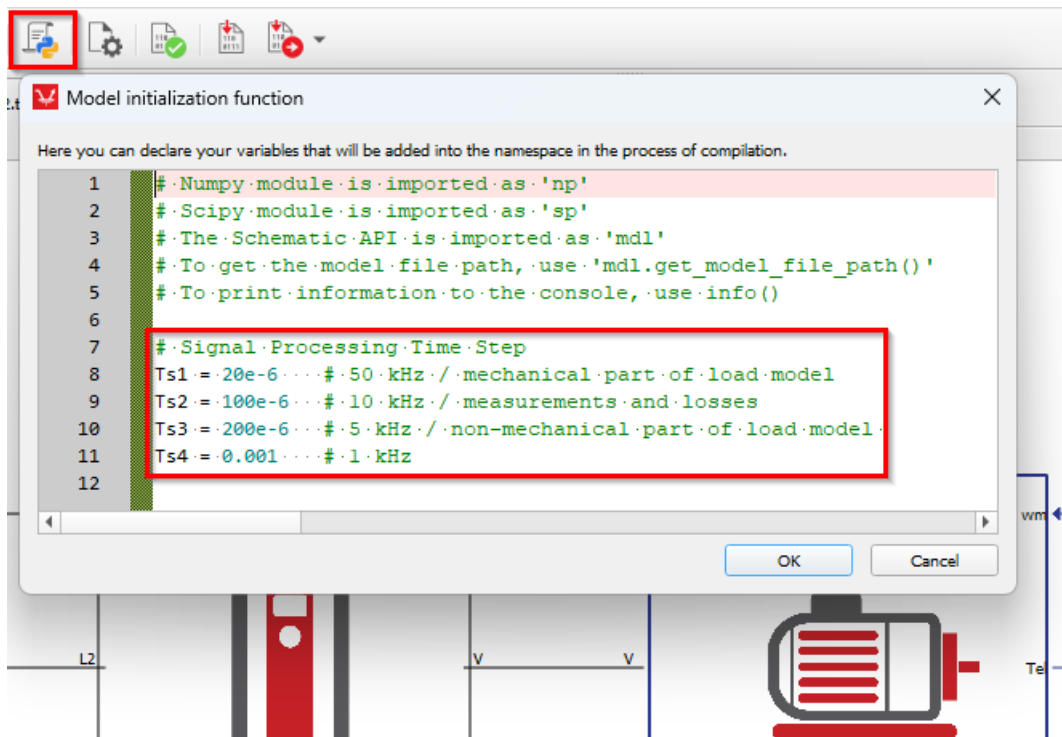 2.t
Model initialization function
Here you can declare your variables that will be added into the namespace in the process of compilation.
1 # Numpy module is imported as 'np'
2 # Scipy module is imported as 'sp'
3 # The Schematic API is imported as 'mdl'
4 # To get the model file path, use 'mdl.get_model_file_path()'
5 # To print information to the console, use info()
6
7 # Signal Processing Time Step
8 Ts1 = 20e-6 # 50 kHz / mechanical part of load model
9 Ts2 = 100e-6 # 10 kHz / measurements and losses
10 Ts3 = 200e-6 # 5 kHz / non-mechanical part of load model
11 Ts4 = 0.001 # 1 kHz
12
wm
OK Cancel
L2 V V Tel